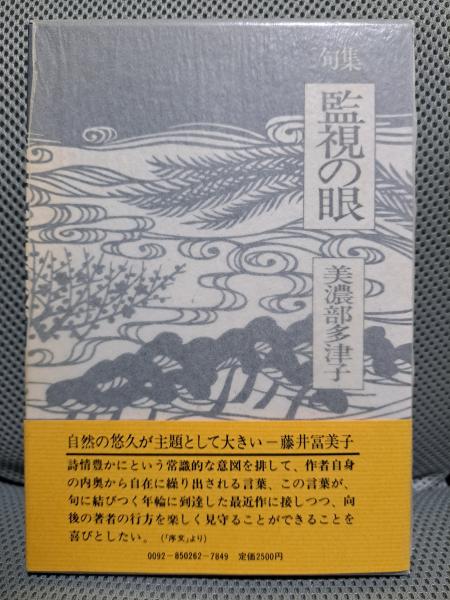 句集
監視の眼
美濃部多津子
自然の悠久が主題として大きい－藤井冨美子
詩情豊かにという常識的な意図を排して、作者自身
の内奥から自在に繰り出される言葉、この言葉が、
句に結びつく年輪に到達した最近作に接しつつ、向
後の著者の行方を楽しく見守ることができることを
喜びとしたい。（「序文」より）
0092－850262－7849 定価2500円